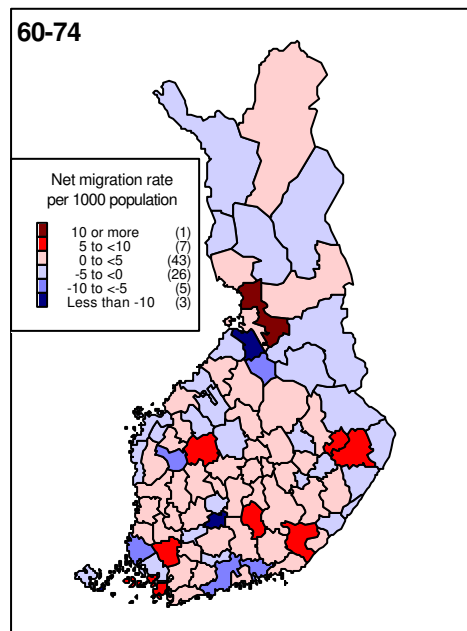 60-74
Net migration rate
per 1000 population
10 or more (1)
5 to <10 (7)
0 to <5 (43)
-5 to <0 (26)
-10 to <-5 (5)
Less than -10 (3)